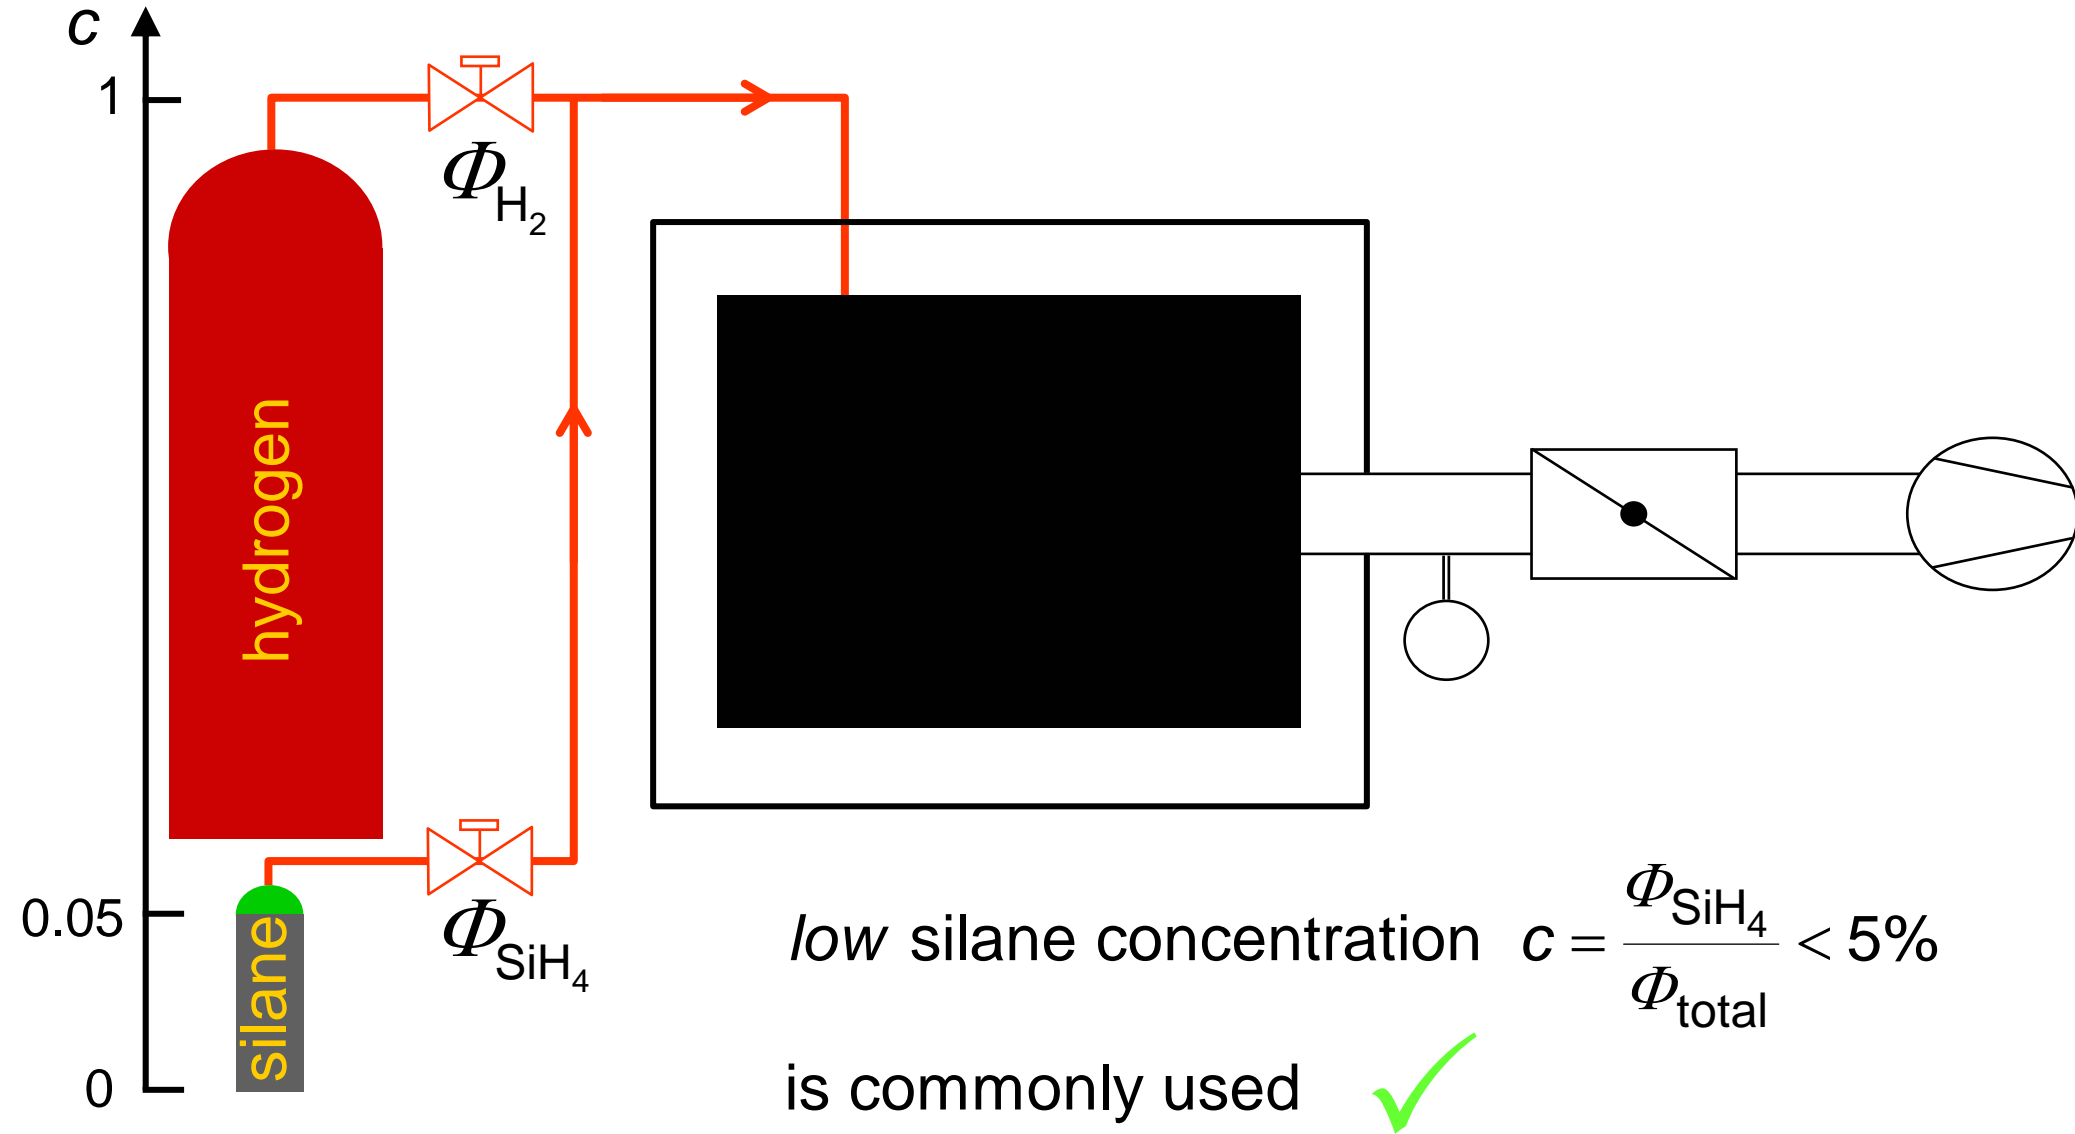 c
1
Φ_H₂
hydrogen
0.05
silane
Φ_SiH₄
0
low silane concentration c = Φ_SiH₄ / Φ_total < 5%
is commonly used ✓